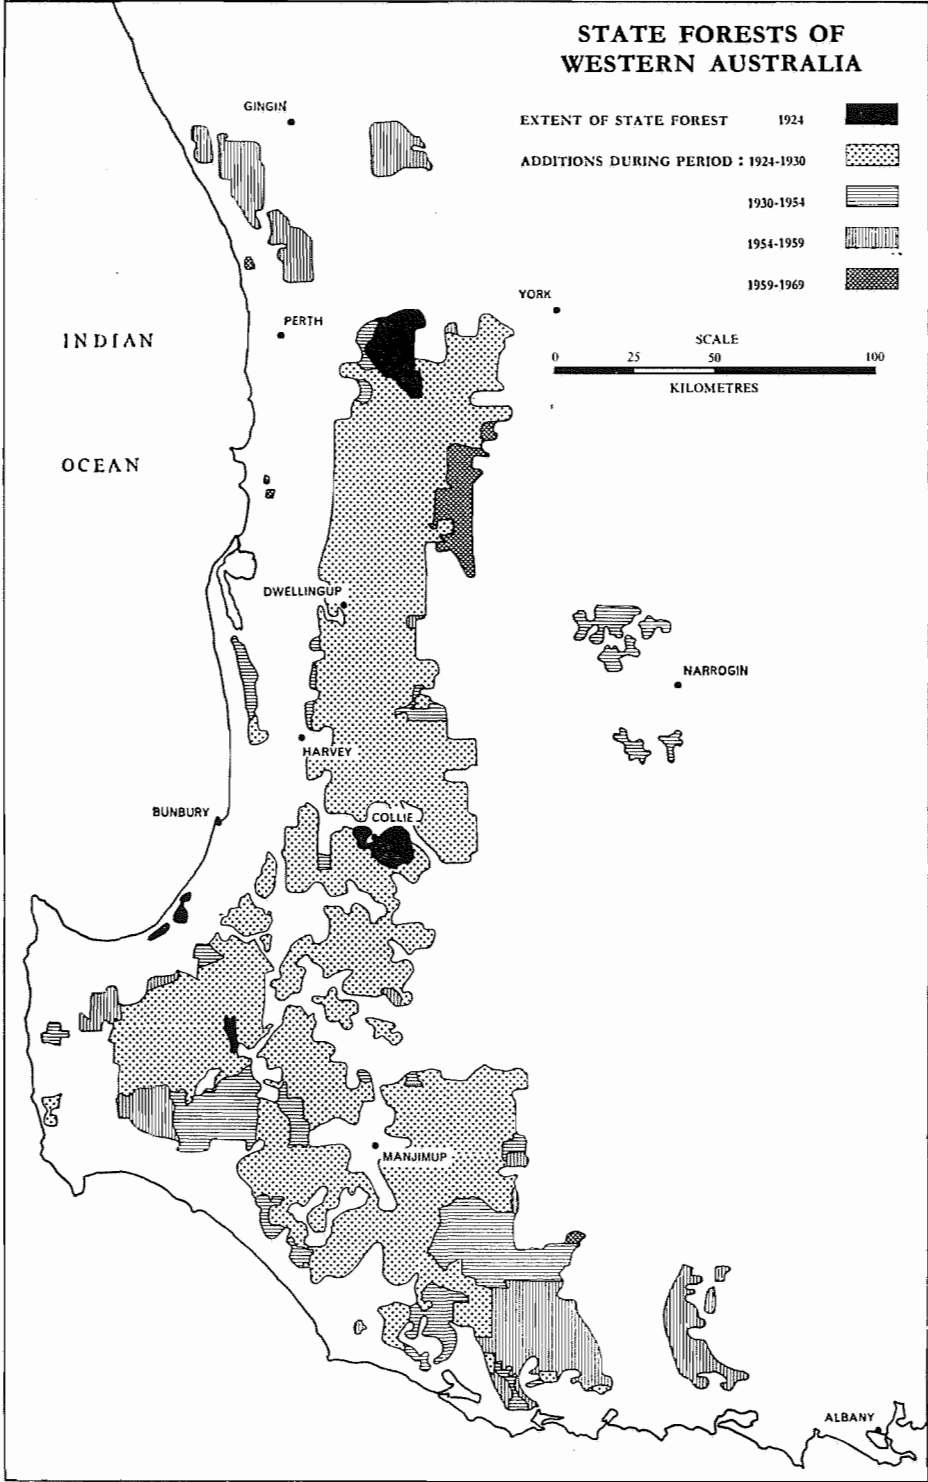 STATE FORESTS OF
WESTERN AUSTRALIA
EXTENT OF STATE FOREST 1924
ADDITIONS DURING PERIOD : 1924-1930
1930-1954
1954-1959
1959-1969
SCALE
0 25 50 100
KILOMETRES
GINGIN
YORK
PERTH
INDIAN
OCEAN
DWELLINGUP
NARROGIN
HARVEY
BUNBURY
COLLIE
MANJIMUP
ALBANY